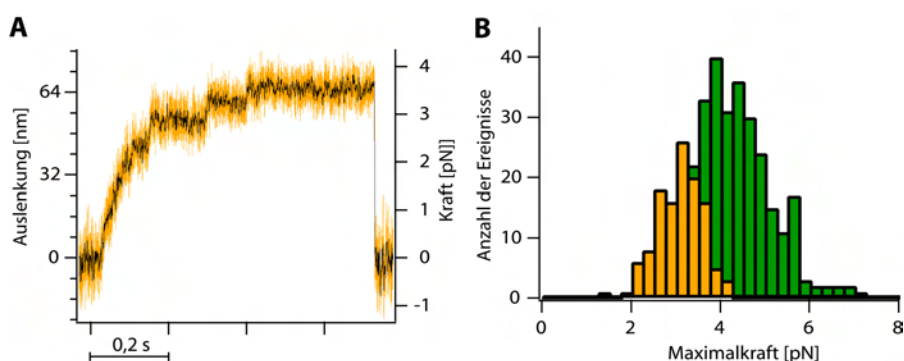 A
Auslenkung [nm]
64
32
0
4
3
2
1
0
-1
Kraft [pN]]
0,2 s
B
Anzahl der Ereignisse
40
30
20
10
0
0 2 4 6 8
Maximalkraft [pN]